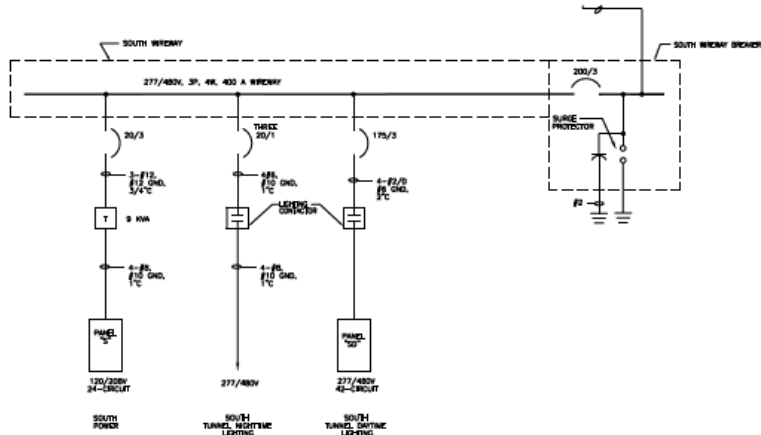 SOUTH WIREWAY
SOUTH WIREWAY BREAKER
277/480V, 3P, 4W, 400 A WIREWAY
200/3
SURGE
PROTECTOR
20/3
THREE
20/1
175/3
3-#12,
#12 GND,
3/4"C
4#8,
#10 GND,
1"C
4-#2/0
#6 GND,
2"C
#2
T
9 KVA
LIGHTING
CONTACTOR
4-#8,
#10 GND,
1"C
4-#8,
#10 GND,
1"C
PANEL
"S"
PANEL
"SD"
120/208V
24-CIRCUIT
277/480V
277/480V
42-CIRCUIT
SOUTH
POWER
SOUTH
TUNNEL NIGHTTIME
LIGHTING
SOUTH
TUNNEL DAYTIME
LIGHTING